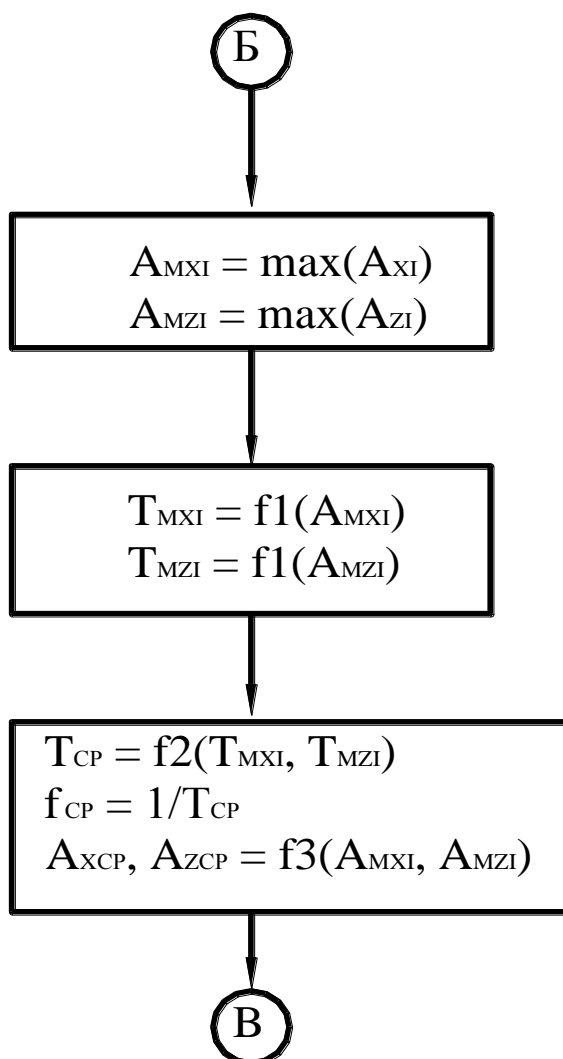 Б
AMXI = max(AXI)
AMZI = max(AZI)
TMXI = f1(AMXI)
TMZI = f1(AMZI)
TCP = f2(TMXI, TMZI)
fCP = 1/TCP
AXCP, AZCP = f3(AMXI, AMZI)
В